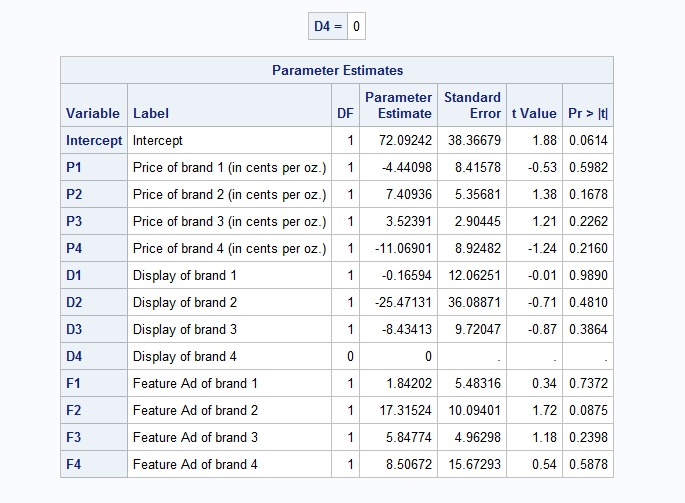 D4 = 0
Parameter Estimates
Variable Label DF Parameter Estimate Standard Error t Value Pr > |t|
Intercept Intercept 1 72.09242 38.36679 1.88 0.0614
P1 Price of brand 1 (in cents per oz.) 1 -4.44098 8.41578 -0.53 0.5982
P2 Price of brand 2 (in cents per oz.) 1 7.40936 5.35681 1.38 0.1678
P3 Price of brand 3 (in cents per oz.) 1 3.52391 2.90445 1.21 0.2262
P4 Price of brand 4 (in cents per oz.) 1 -11.06901 8.92482 -1.24 0.2160
D1 Display of brand 1 1 -0.16594 12.06251 -0.01 0.9890
D2 Display of brand 2 1 -25.47131 36.08871 -0.71 0.4810
D3 Display of brand 3 1 -8.43413 9.72047 -0.87 0.3864
D4 Display of brand 4 0 0 . . .
F1 Feature Ad of brand 1 1 1.84202 5.48316 0.34 0.7372
F2 Feature Ad of brand 2 1 17.31524 10.09401 1.72 0.0875
F3 Feature Ad of brand 3 1 5.84774 4.96298 1.18 0.2398
F4 Feature Ad of brand 4 1 8.50672 15.67293 0.54 0.5878